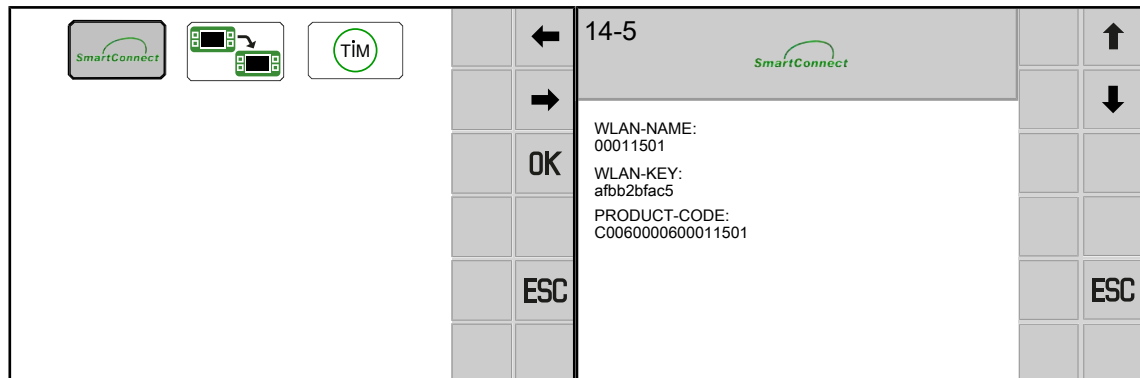 SmartConnect
TİM
OK
ESC
14-5
SmartConnect
WLAN-NAME:
00011501
WLAN-KEY:
afbb2bfac5
PRODUCT-CODE:
C0060000600011501
ESC